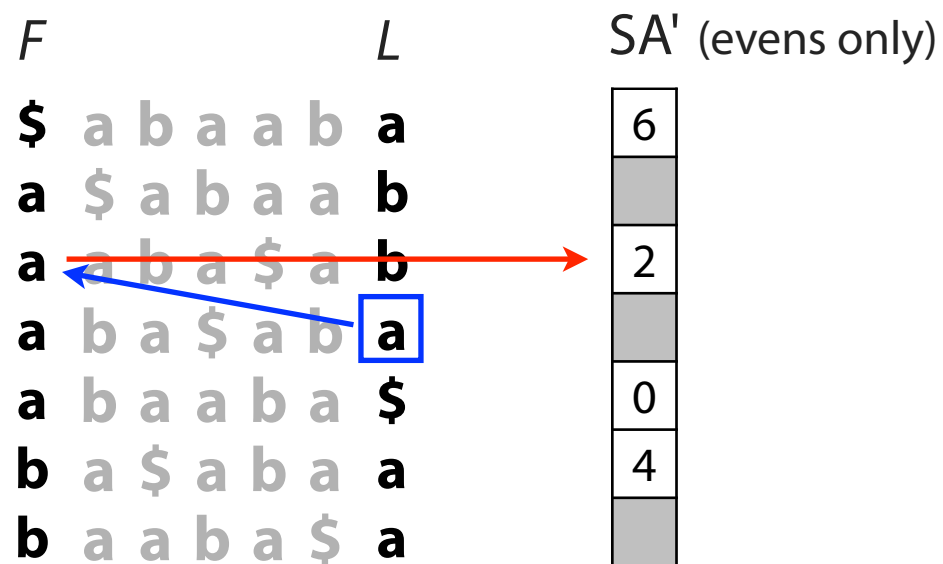 F L SA' (evens only)
$ a b a a b a 6
a $ a b a a b
a a b a $ a b 2
a b a $ a b a
a b a a b a $ 0
b a $ a b a a 4
b a a b a $ a